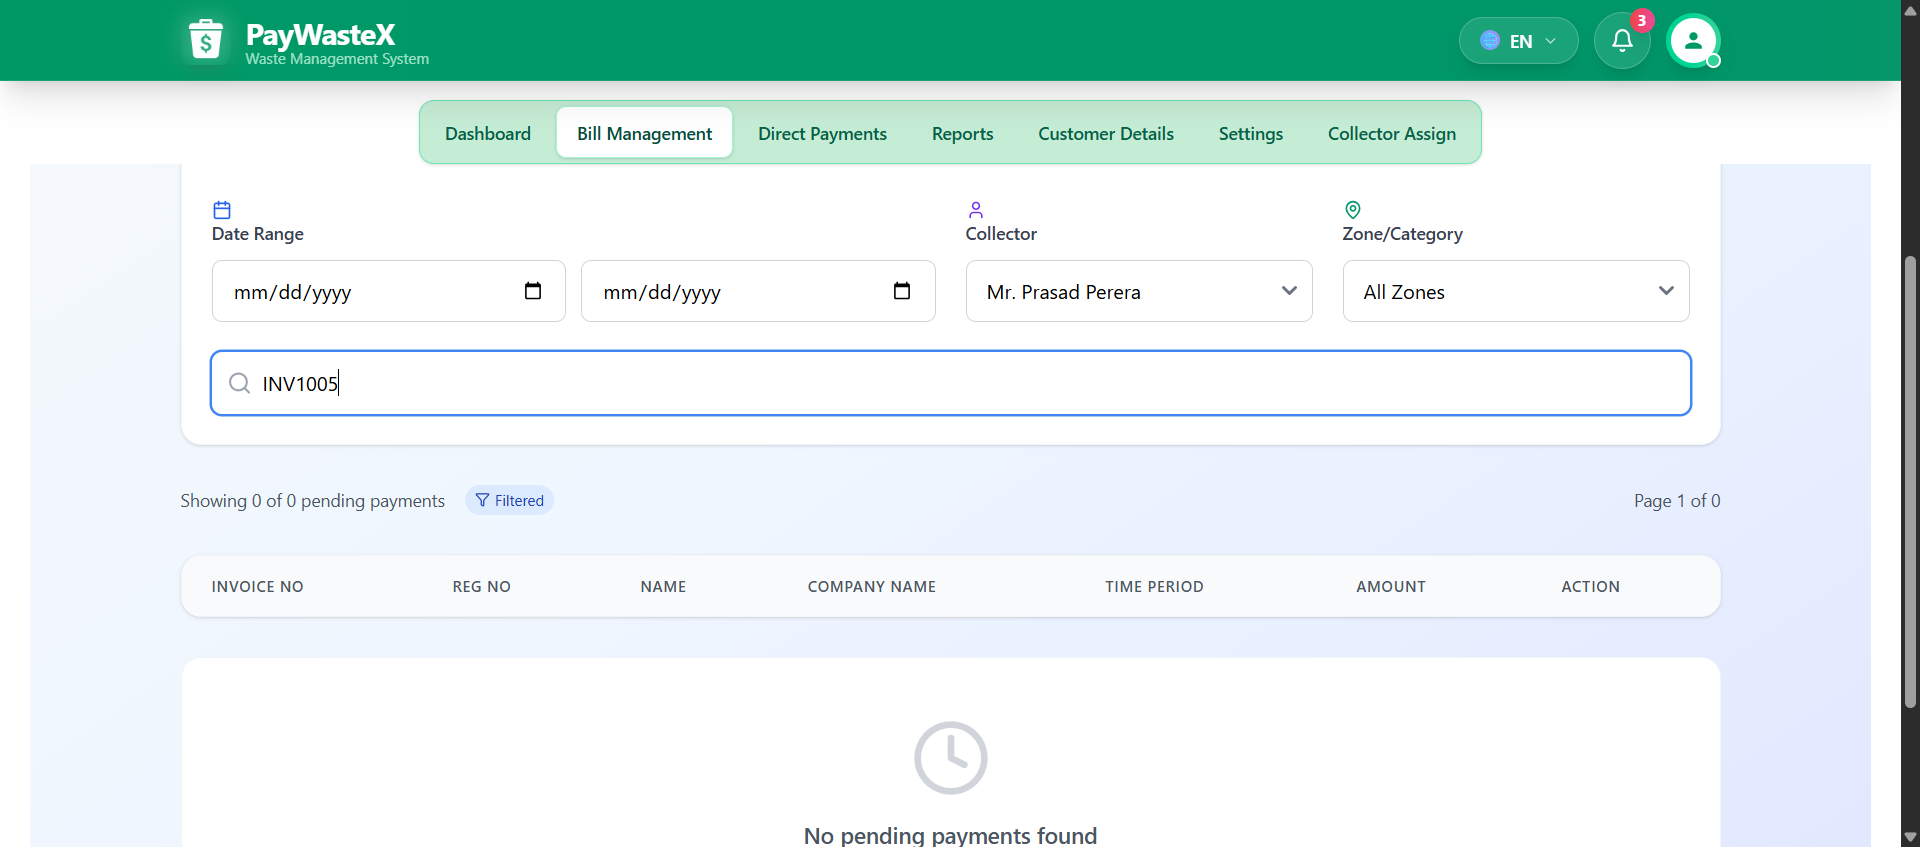 PayWasteX
Waste Management System
EN
3
Dashboard
Bill Management
Direct Payments
Reports
Customer Details
Settings
Collector Assign
Date Range
Collector
Zone/Category
mm/dd/yyyy
mm/dd/yyyy
Mr. Prasad Perera
All Zones
INV1005
Showing 0 of 0 pending payments
Filtered
Page 1 of 0
INVOICE NO
REG NO
NAME
COMPANY NAME
TIME PERIOD
AMOUNT
ACTION
No pending payments found